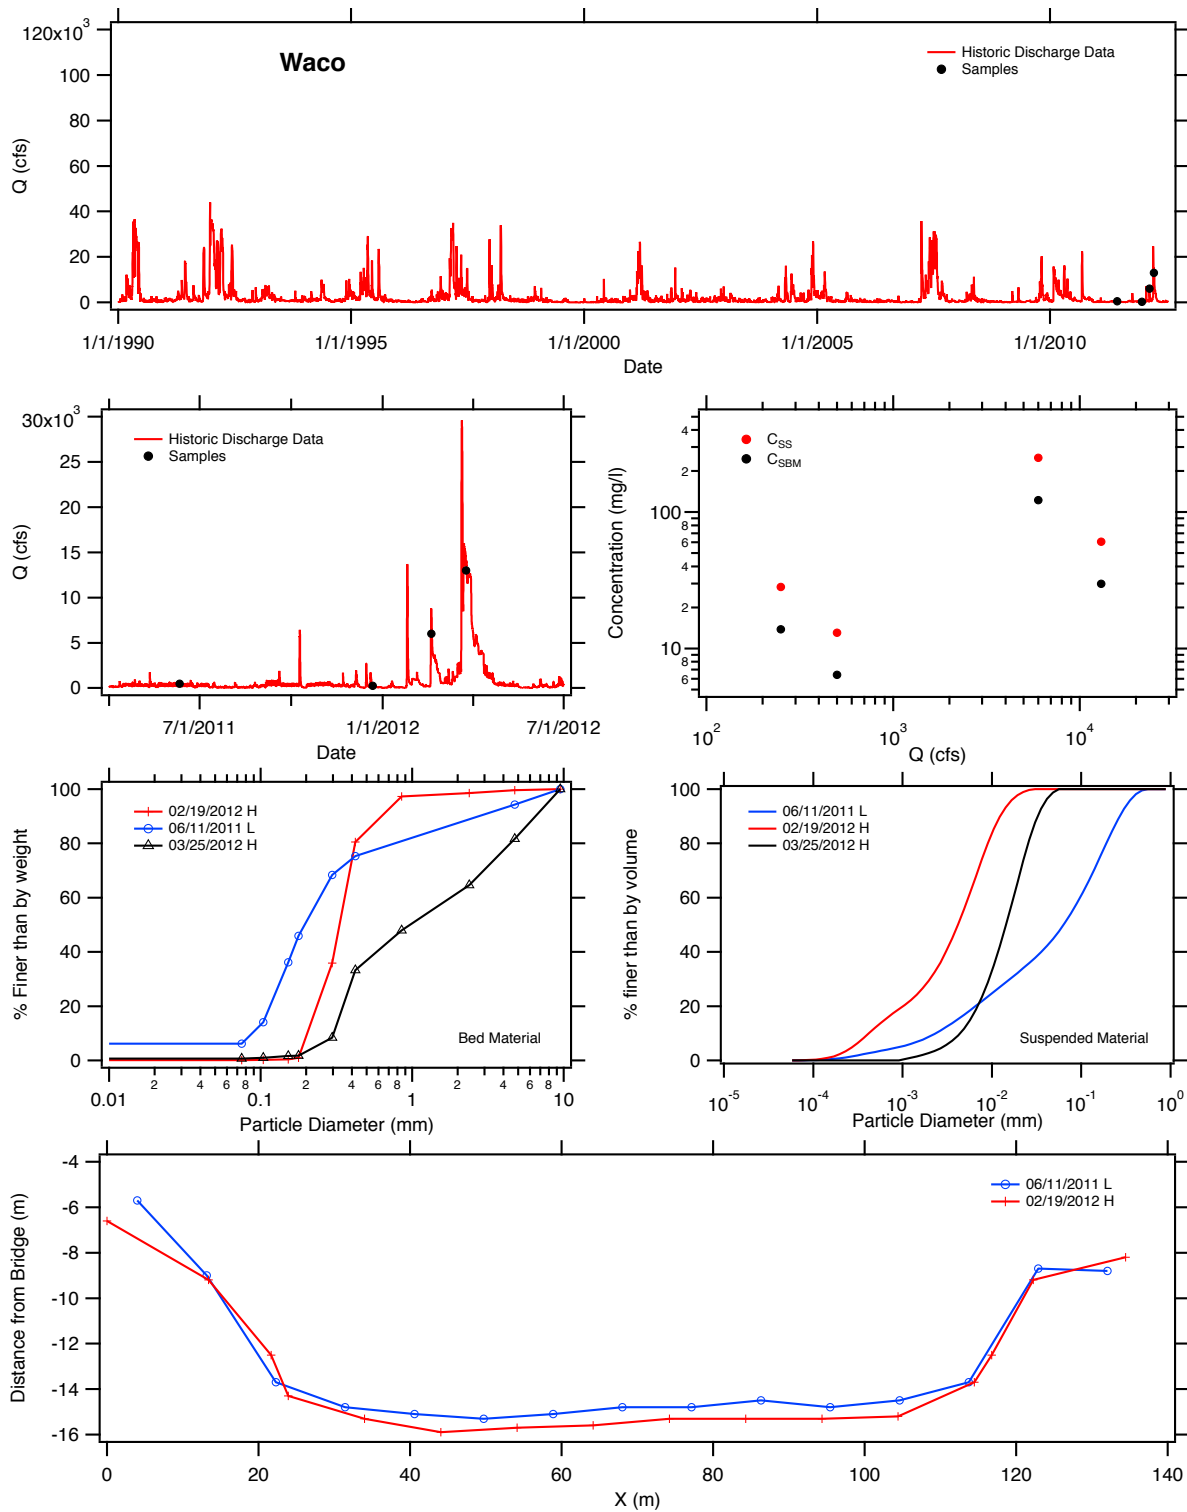 Waco
Historic Discharge Data
Samples
Q (cfs)
120x10³
100
80
60
40
20
0
1/1/1990
1/1/1995
1/1/2000
1/1/2005
1/1/2010
Date
Historic Discharge Data
Samples
Q (cfs)
30x10³
25
20
15
10
5
0
7/1/2011
1/1/2012
7/1/2012
Date
C_SS
C_SBM
Concentration (mg/l)
4
2
100
8
6
4
2
10
8
6
10²
10³
10⁴
Q (cfs)
02/19/2012 H
06/11/2011 L
03/25/2012 H
% Finer than by weight
100
80
60
40
20
0
Bed Material
0.01
2
4
6
8
0.1
2
4
6
8
1
2
4
6
8
10
Particle Diameter (mm)
06/11/2011 L
02/19/2012 H
03/25/2012 H
% finer than by volume
100
80
60
40
20
0
Suspended Material
10⁻⁵
10⁻⁴
10⁻³
10⁻²
10⁻¹
10⁰
Particle Diameter (mm)
06/11/2011 L
02/19/2012 H
Distance from Bridge (m)
-4
-6
-8
-10
-12
-14
-16
0
20
40
60
80
100
120
140
X (m)